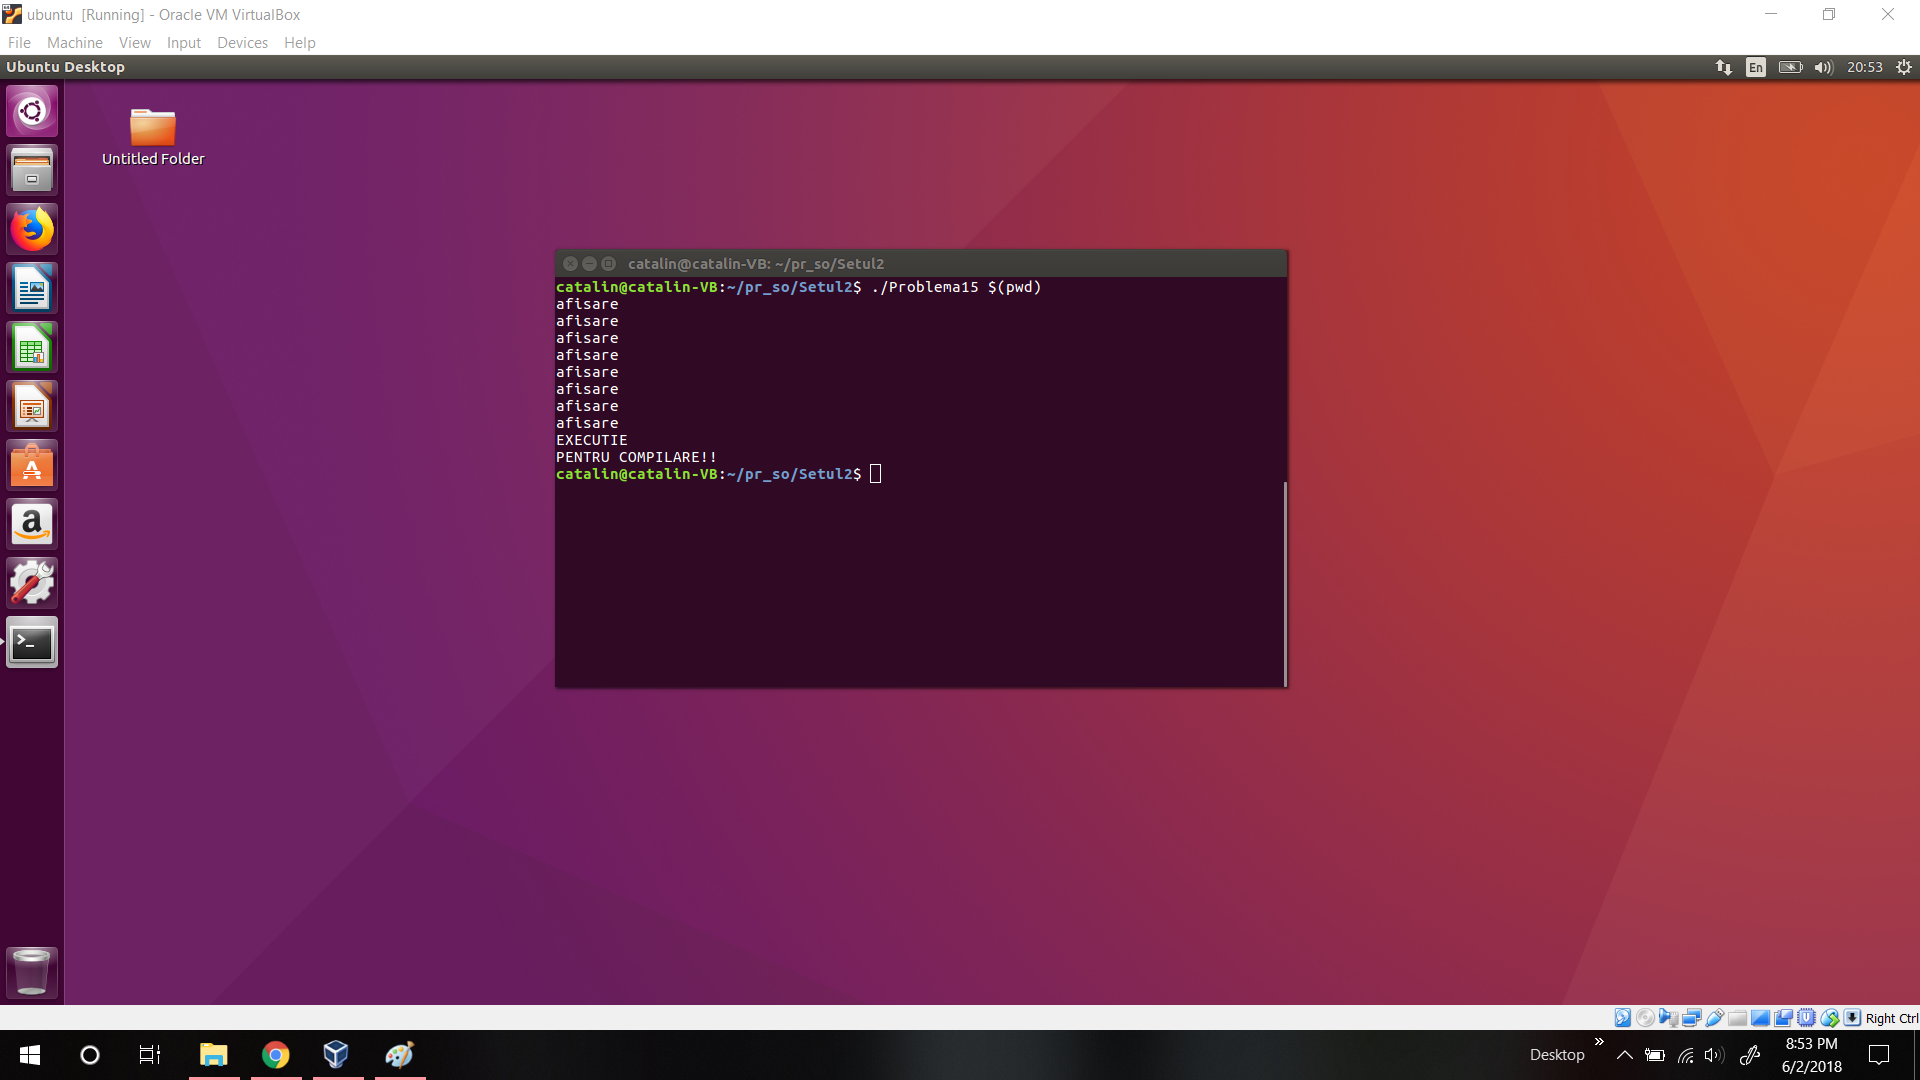 ubuntu [Running] - Oracle VM VirtualBox
File Machine View Input Devices Help
Ubuntu Desktop
En
20:53
Untitled Folder
catalin@catalin-VB: ~/pr_so/Setul2
catalin@catalin-VB:~/pr_so/Setul2$ ./Problema15 $(pwd)
afisare
afisare
afisare
afisare
afisare
afisare
afisare
afisare
EXECUTIE
PENTRU COMPILARE!!
catalin@catalin-VB:~/pr_so/Setul2$
Right Ctrl
Desktop
8:53 PM
6/2/2018